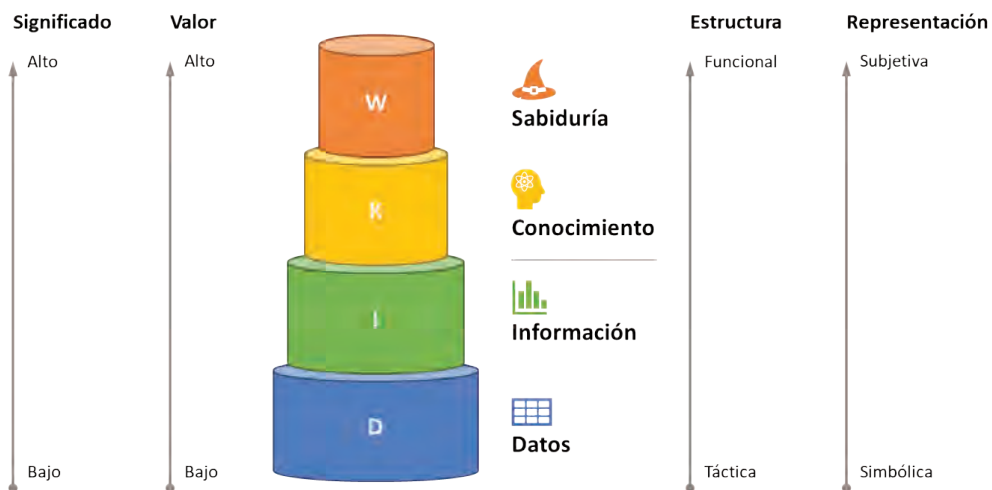 Significado
Valor
Estructura
Representación
Alto
Alto
Funcional
Subjetiva
W
Sabiduría
K
Conocimiento
I
Información
D
Datos
Bajo
Bajo
Táctica
Simbólica